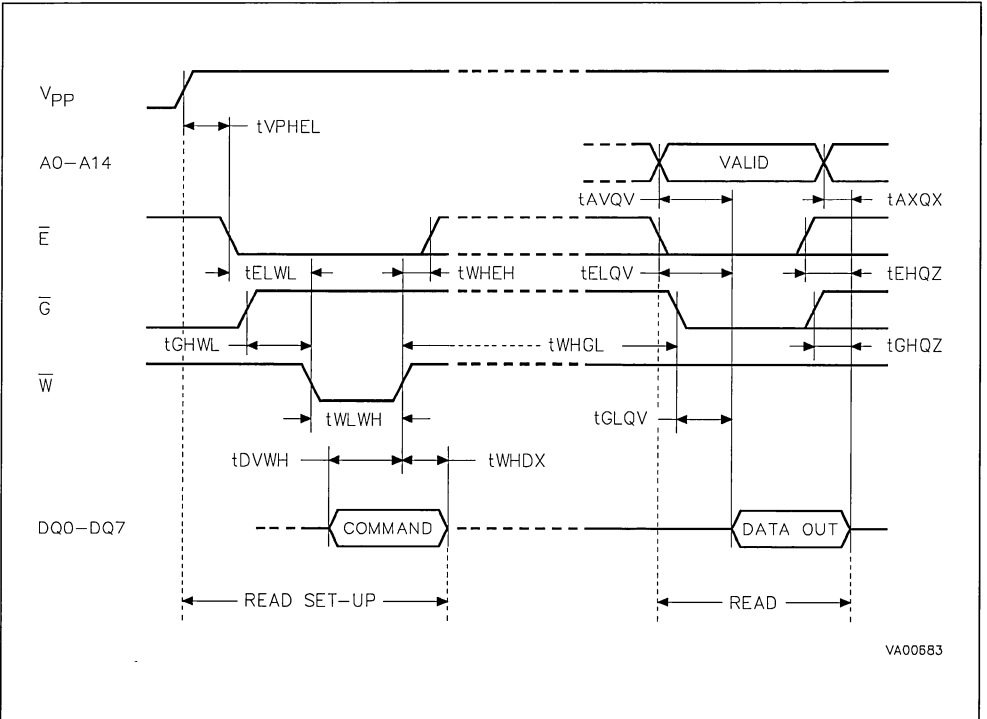 VPP
tVPHEL
A0-A14
VALID
tAVQV
tAXQX
E
tELWL
tWHEH
tELQV
tEHQZ
G
tGHWL
tWHGL
tGHQZ
W
tWLWH
tGLQV
tDVWH
tWHDX
DQ0-DQ7
COMMAND
DATA OUT
READ SET-UP
READ
VA00683